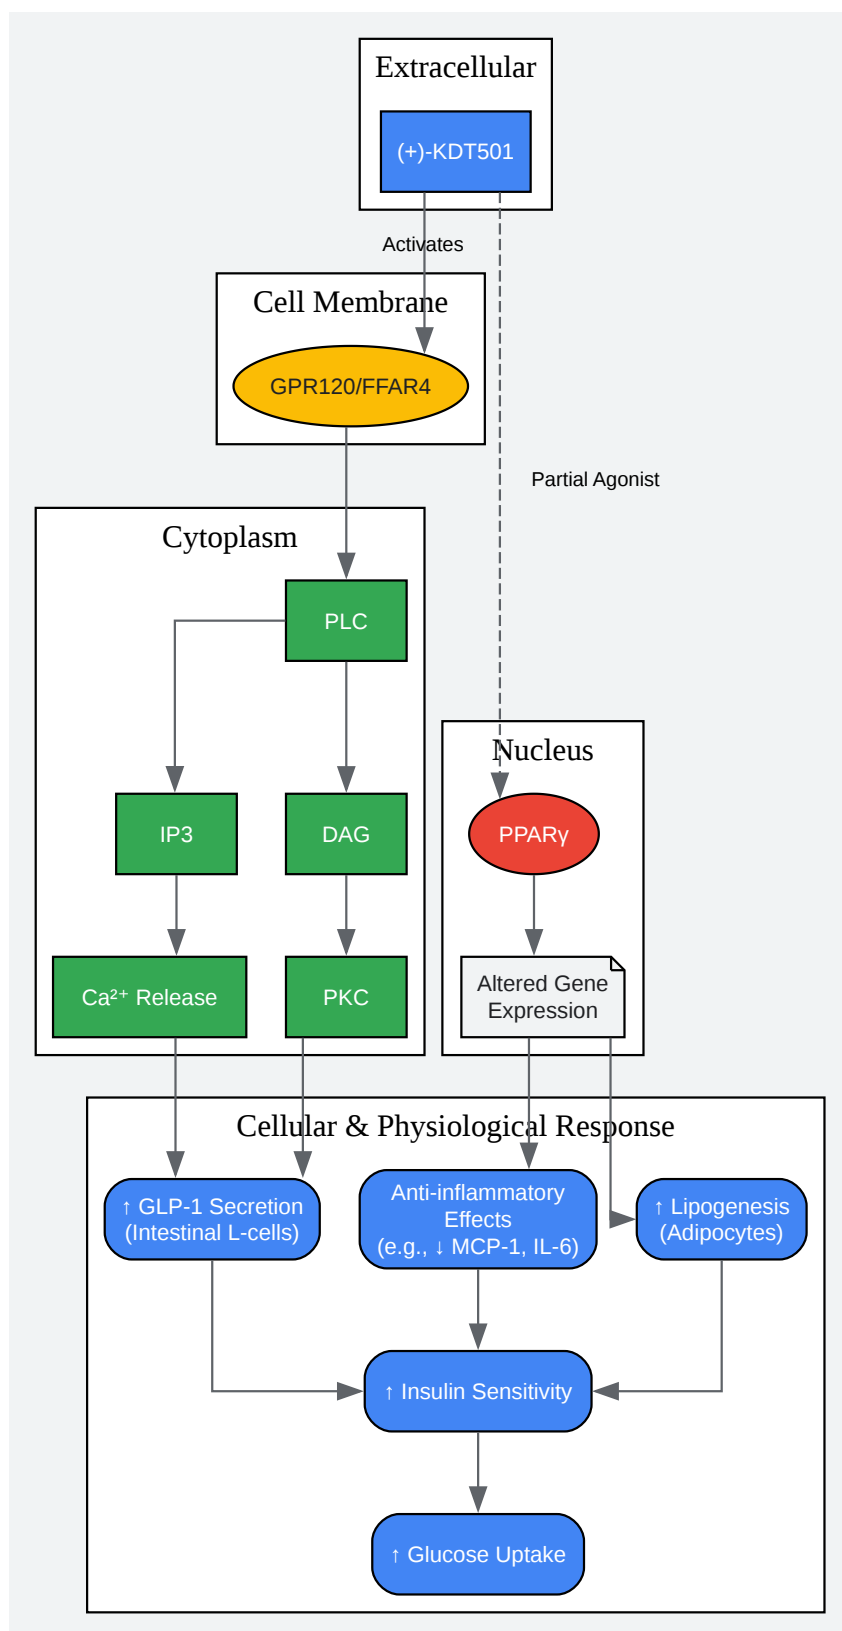 Extracellular
(+)-KDT501
Activates
Cell Membrane
GPR120/FFAR4
Partial Agonist
Cytoplasm
PLC
Nucleus
IP3
DAG
PPARγ
Ca²⁺ Release
PKC
Altered Gene
Expression
Cellular & Physiological Response
↑ GLP-1 Secretion
(Intestinal L-cells)
Anti-inflammatory
Effects
(e.g., ↓ MCP-1, IL-6)
↑ Lipogenesis
(Adipocytes)
↑ Insulin Sensitivity
↑ Glucose Uptake